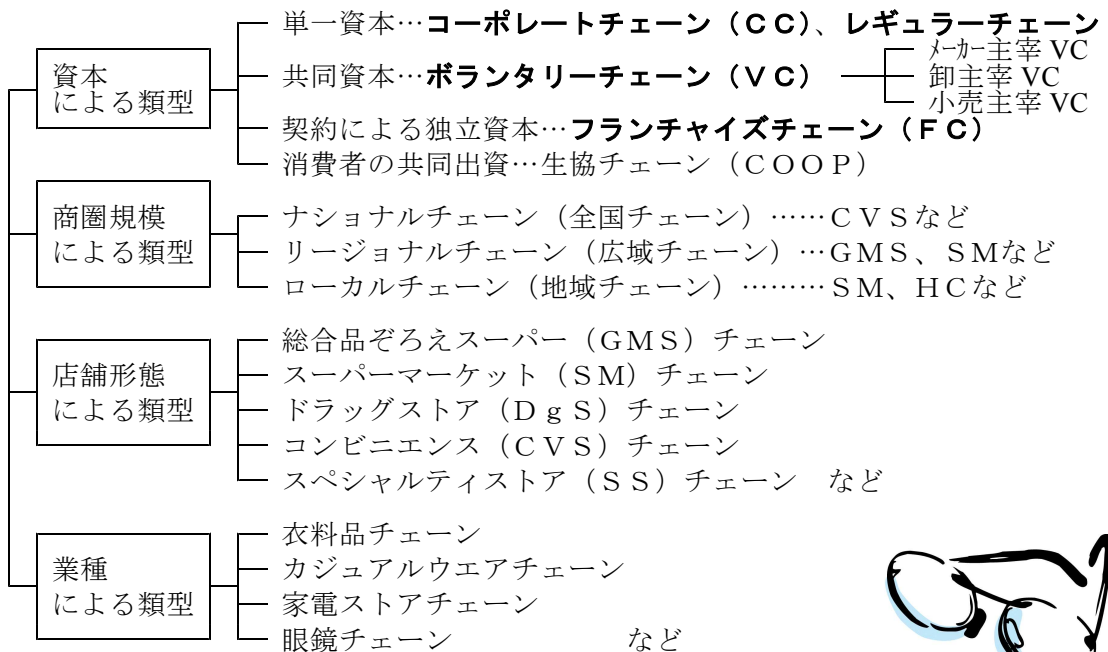 単一資本…コーポレートチェーン（ＣＣ）、レギュラーチェーン
資本
による類型
共同資本…ボランタリーチェーン（ＶＣ）
メーカー主宰 VC
卸主宰 VC
小売主宰 VC
契約による独立資本…フランチャイズチェーン（ＦＣ）
消費者の共同出資…生協チェーン（ＣＯＯＰ）
商圏規模
による類型
ナショナルチェーン（全国チェーン）……ＣＶＳなど
リージョナルチェーン（広域チェーン）…ＧＭＳ、ＳＭなど
ローカルチェーン（地域チェーン）………ＳＭ、ＨＣなど
店舗形態
による類型
総合品ぞろえスーパー（ＧＭＳ）チェーン
スーパーマーケット（ＳＭ）チェーン
ドラッグストア（ＤｇＳ）チェーン
コンビニエンス（ＣＶＳ）チェーン
スペシャルティストア（ＳＳ）チェーン　など
業種
による類型
衣料品チェーン
カジュアルウエアチェーン
家電ストアチェーン
眼鏡チェーン　　　　　　など